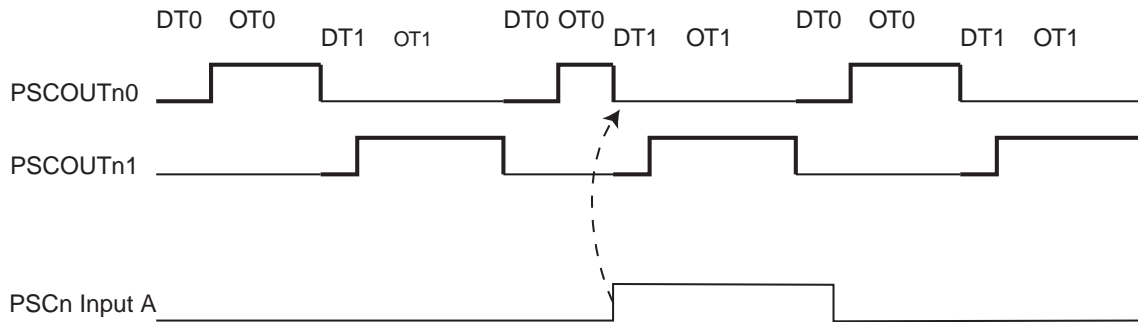 DT0 OT0 DT0 OT0 DT0 OT0
DT1 OT1 DT1 OT1 DT1 OT1
PSCOUTn0
PSCOUTn1
PSCn Input A